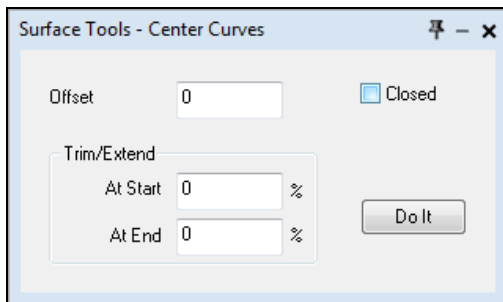 Surface Tools - Center Curves
Offset 0 Closed
Trim/Extend
At Start 0 %
Do It
At End 0 %